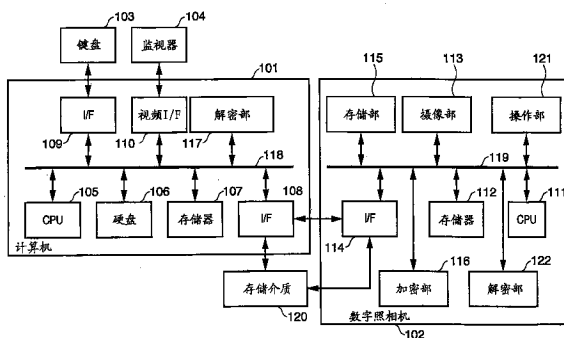 103
104
键盘
监视器
101
115
113
121
存储部
摄像部
操作部
I/F
视频I/F
解密部
109
110
117
118
119
105
106
107
108
112
111
CPU
硬盘
存储器
I/F
I/F
存储器
CPU
计算机
114
116
122
存储介质
加密部
解密部
120
数字照相机
102